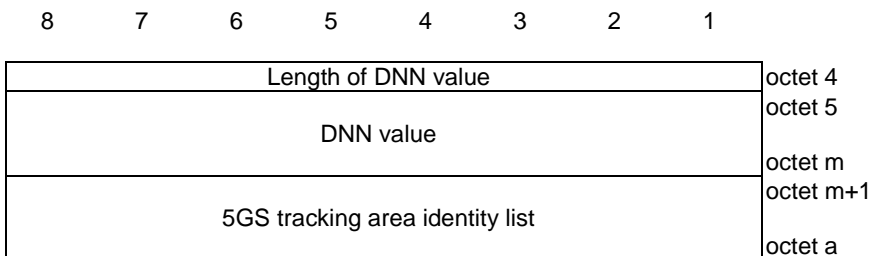 8 7 6 5 4 3 2 1
Length of DNN value octet 4
octet 5
DNN value
octet m
octet m+1
5GS tracking area identity list
octet a